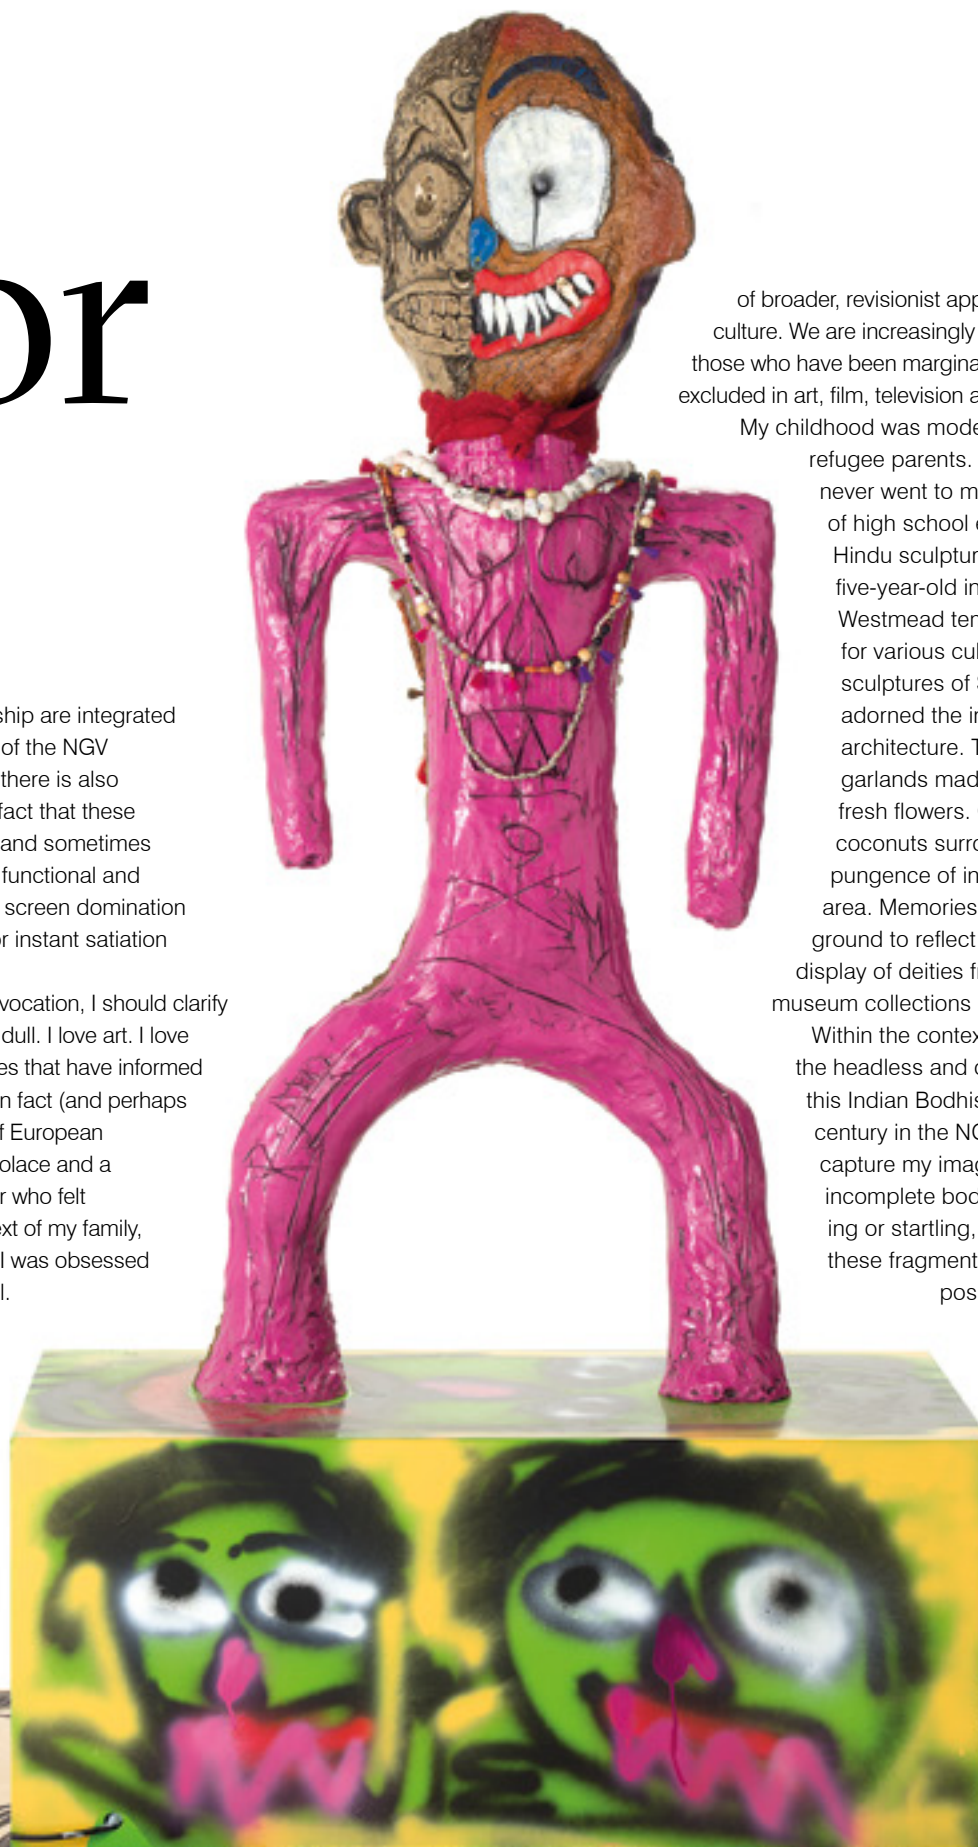 or
ship are integrated
of the NGV
there is also
fact that these
and sometimes
functional and
screen domination
or instant satiation
vocation, I should clarify
dull. I love art. I love
es that have informed
n fact (and perhaps
f European
olace and a
r who felt
ext of my family,
I was obsessed
l.
of broader, revisionist app
culture. We are increasingly
those who have been margina
excluded in art, film, television a
My childhood was mode
refugee parents.
never went to m
of high school e
Hindu sculptur
five-year-old in
Westmead tem
for various cul
sculptures of S
adorned the in
architecture. T
garlands mad
fresh flowers.
coconuts surro
pungence of in
area. Memories
ground to reflect
display of deities fr
museum collections
Within the contex
the headless and
this Indian Bodhis
century in the NG
capture my imag
incomplete bod
ing or startling,
these fragment
pos